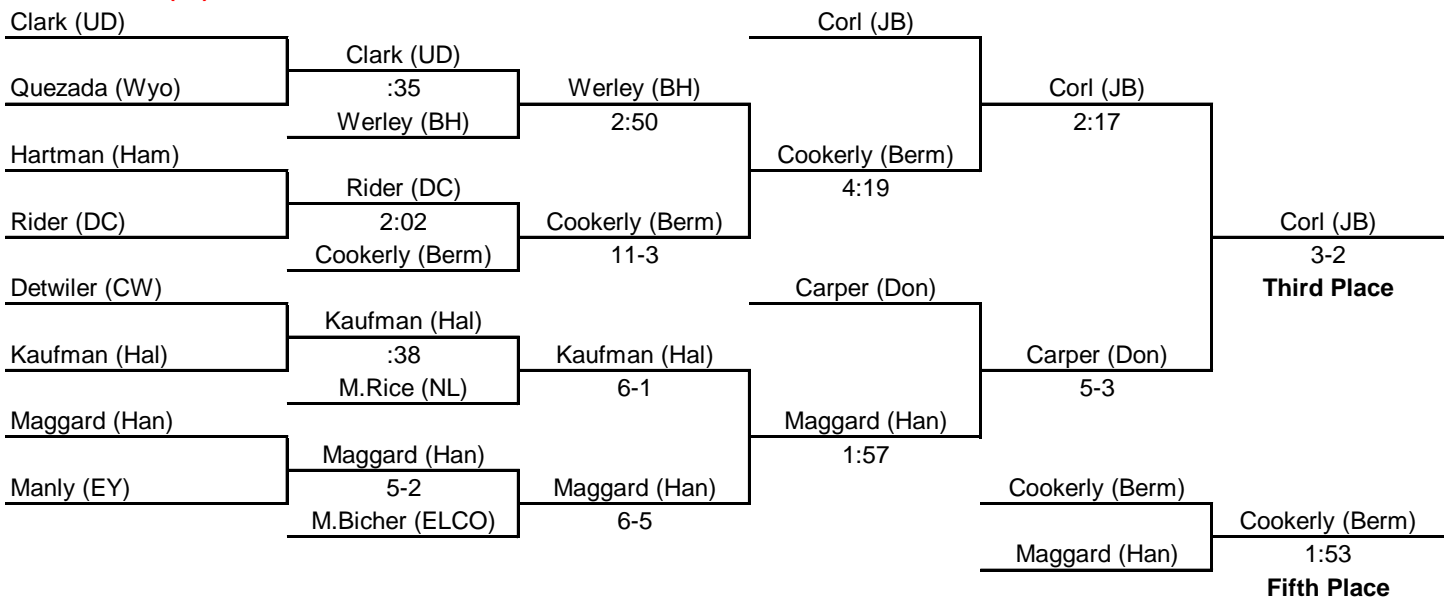 Clark (UD)
Corl (JB)
Clark (UD)
Quezada (Wyo)
:35
Werley (BH)
Corl (JB)
Werley (BH)
2:50
2:17
Hartman (Ham)
Cookerly (Berm)
Rider (DC)
4:19
Rider (DC)
2:02
Cookerly (Berm)
Corl (JB)
Cookerly (Berm)
11-3
3-2
Detwiler (CW)
Carper (Don)
Third Place
Kaufman (Hal)
Kaufman (Hal)
:38
Kaufman (Hal)
Carper (Don)
M.Rice (NL)
6-1
5-3
Maggard (Han)
Maggard (Han)
Maggard (Han)
1:57
Manly (EY)
5-2
Maggard (Han)
Cookerly (Berm)
M.Bicher (ELCO)
6-5
Cookerly (Berm)
Maggard (Han)
1:53
Fifth Place